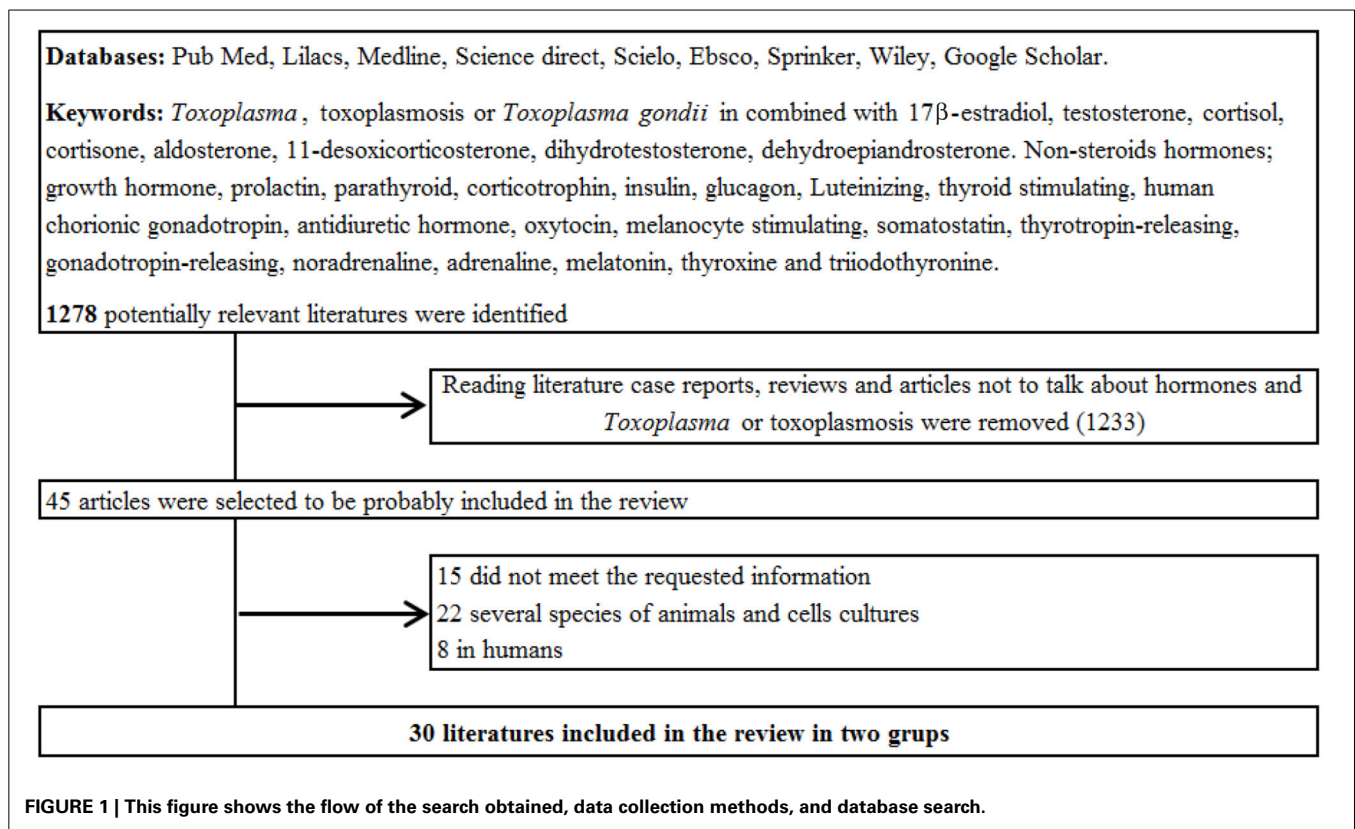 Databases: Pub Med, Lilacs, Medline, Science direct, Scielo, Ebsco, Sprinker, Wiley, Google Scholar.
Keywords: Toxoplasma, toxoplasmosis or Toxoplasma gondii in combined with 17β-estradiol, testosterone, cortisol,
cortisone, aldosterone, 11-desoxicorticosterone, dihydrotestosterone, dehydroepiandrosterone. Non-steroids hormones;
growth hormone, prolactin, parathyroid, corticotrophin, insulin, glucagon, Luteinizing, thyroid stimulating, human
chorionic gonadotropin, antidiuretic hormone, oxytocin, melanocyte stimulating, somatostatin, thyrotropin-releasing,
gonadotropin-releasing, noradrenaline, adrenaline, melatonin, thyroxine and triiodothyronine.
1278 potentially relevant literatures were identified
Reading literature case reports, reviews and articles not to talk about hormones and
Toxoplasma or toxoplasmosis were removed (1233)
45 articles were selected to be probably included in the review
15 did not meet the requested information
22 several species of animals and cells cultures
8 in humans
30 literatures included in the review in two grups
FIGURE 1 | This figure shows the flow of the search obtained, data collection methods, and database search.